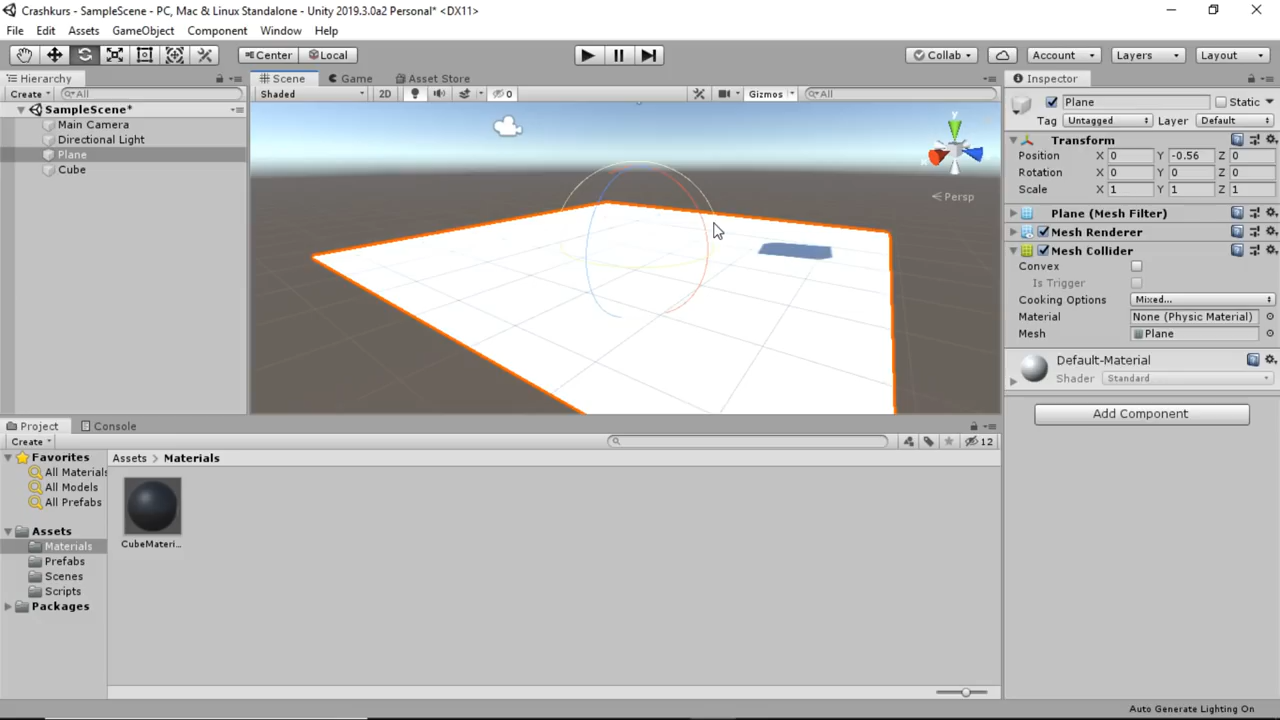 Crashkurs - SampleScene - PC, Mac & Linux Standalone - Unity 2019.3.0a2 Personal* <DX11>
File Edit Assets GameObject Component Window Help
Center Local Collab Account Layers Layout
Hierarchy Scene Game Asset Store Inspector
Create All Shaded 2D 0 Gizmos All Plane Static
SampleScene*
Tag Untagged Layer Default
Main Camera
Directional Light
Plane
Cube
y
x
Persp
Transform
Position X 0 Y -0.56 Z 0
Rotation X 0 Y 0 Z 0
Scale X 1 Y 1 Z 1
Plane (Mesh Filter)
Mesh Renderer
Mesh Collider
Convex
Is Trigger
Cooking Options Mixed...
Material None (Physic Material)
Mesh Plane
Default-Material
Shader Standard
Add Component
Project Console
Create 12
Favorites
All Materials
All Models
All Prefabs
Assets
Materials
Prefabs
Scenes
Scripts
Packages
Assets > Materials
CubeMateri...
Auto Generate Lighting On